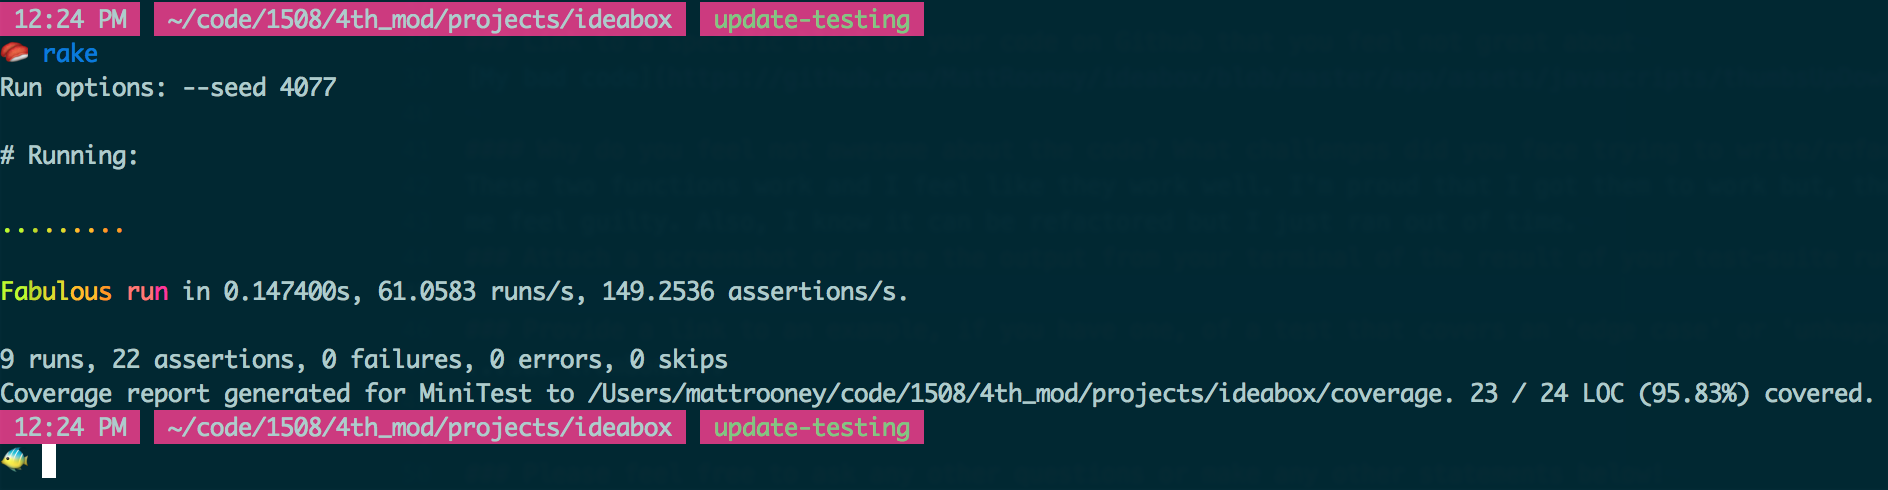 12:24 PM ~/code/1508/4th_mod/projects/ideabox update-testing
🍣 rake
Run options: --seed 4077
# Running:
.........
Fabulous run in 0.147400s, 61.0583 runs/s, 149.2536 assertions/s.
9 runs, 22 assertions, 0 failures, 0 errors, 0 skips
Coverage report generated for MiniTest to /Users/mattrooney/code/1508/4th_mod/projects/ideabox/coverage. 23 / 24 LOC (95.83%) covered.
12:24 PM ~/code/1508/4th_mod/projects/ideabox update-testing
🐠